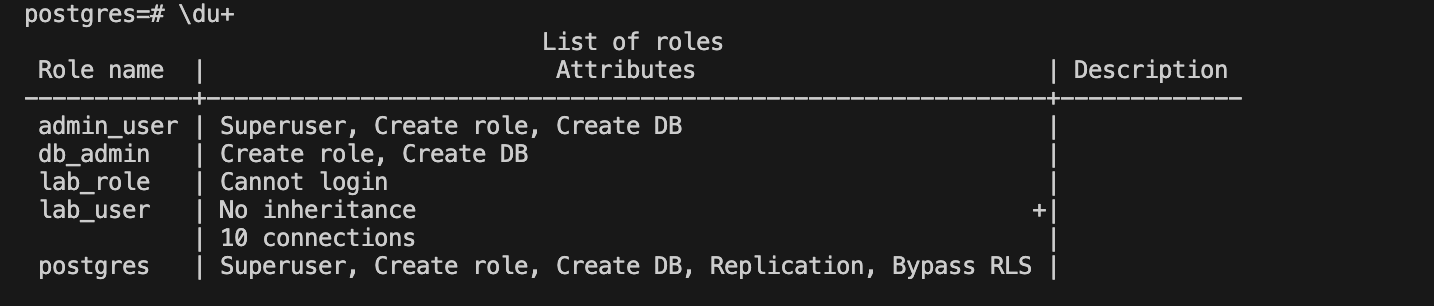 postgres=# \du+
                                     List of roles
 Role name  |                         Attributes                         | Description
------------+------------------------------------------------------------+-------------
 admin_user | Superuser, Create role, Create DB                          |
 db_admin   | Create role, Create DB                                     |
 lab_role   | Cannot login                                               |
 lab_user   | No inheritance                                            +|
            | 10 connections                                             |
 postgres   | Superuser, Create role, Create DB, Replication, Bypass RLS |